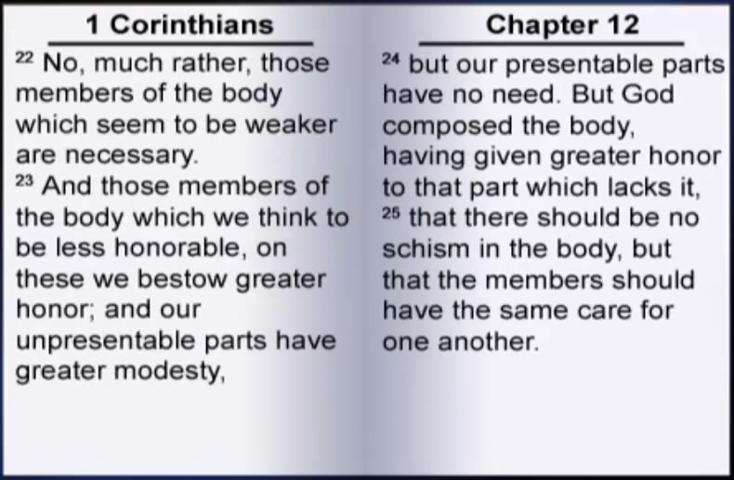 1 Corinthians
22 No, much rather, those
members of the body
which seem to be weaker
are necessary.
23 And those members of
the body which we think to
be less honorable, on
these we bestow greater
honor; and our
unpresentable parts have
greater modesty,
Chapter 12
24 but our presentable parts
have no need. But God
composed the body,
having given greater honor
to that part which lacks it,
25 that there should be no
schism in the body, but
that the members should
have the same care for
one another.